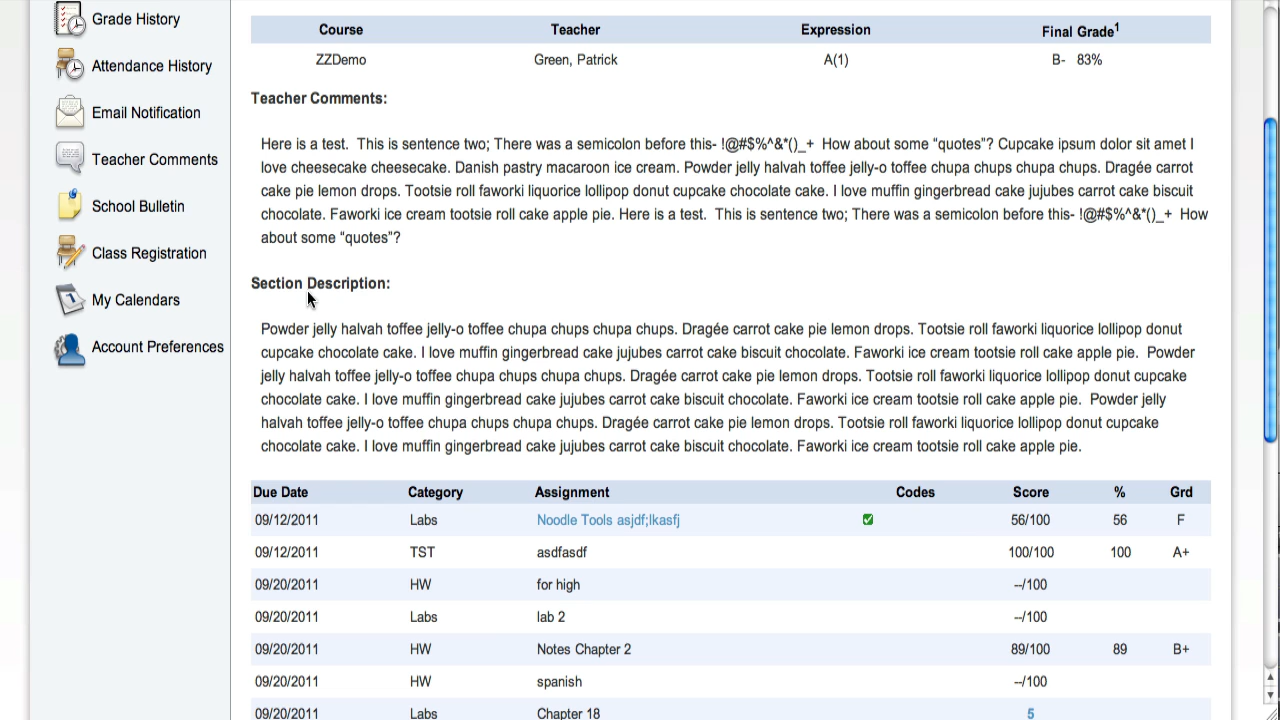 Grade History
Attendance History
Email Notification
Teacher Comments
School Bulletin
Class Registration
My Calendars
Account Preferences
Course Teacher Expression Final Grade1
ZZDemo Green, Patrick A(1) B- 83%
Teacher Comments:
Here is a test. This is sentence two; There was a semicolon before this- !@#$%^&*()_+ How about some “quotes”? Cupcake ipsum dolor sit amet I
love cheesecake cheesecake. Danish pastry macaroon ice cream. Powder jelly halvah toffee jelly-o toffee chupa chups chupa chups. Dragée carrot
cake pie lemon drops. Tootsie roll faworki liquorice lollipop donut cupcake chocolate cake. I love muffin gingerbread cake jujubes carrot cake biscuit
chocolate. Faworki ice cream tootsie roll cake apple pie. Here is a test. This is sentence two; There was a semicolon before this- !@#$%^&*()_+ How
about some “quotes”?
Section Description:
Powder jelly halvah toffee jelly-o toffee chupa chups chupa chups. Dragée carrot cake pie lemon drops. Tootsie roll faworki liquorice lollipop donut
cupcake chocolate cake. I love muffin gingerbread cake jujubes carrot cake biscuit chocolate. Faworki ice cream tootsie roll cake apple pie. Powder
jelly halvah toffee jelly-o toffee chupa chups chupa chups. Dragée carrot cake pie lemon drops. Tootsie roll faworki liquorice lollipop donut cupcake
chocolate cake. I love muffin gingerbread cake jujubes carrot cake biscuit chocolate. Faworki ice cream tootsie roll cake apple pie. Powder jelly
halvah toffee jelly-o toffee chupa chups chupa chups. Dragée carrot cake pie lemon drops. Tootsie roll faworki liquorice lollipop donut cupcake
chocolate cake. I love muffin gingerbread cake jujubes carrot cake biscuit chocolate. Faworki ice cream tootsie roll cake apple pie.
Due Date Category Assignment Codes Score % Grd
09/12/2011 Labs Noodle Tools asjdf;lkasfj 56/100 56 F
09/12/2011 TST asdfasdf 100/100 100 A+
09/20/2011 HW for high --/100
09/20/2011 Labs lab 2 --/100
09/20/2011 HW Notes Chapter 2 89/100 89 B+
09/20/2011 HW spanish --/100
09/20/2011 Labs Chapter 18 5